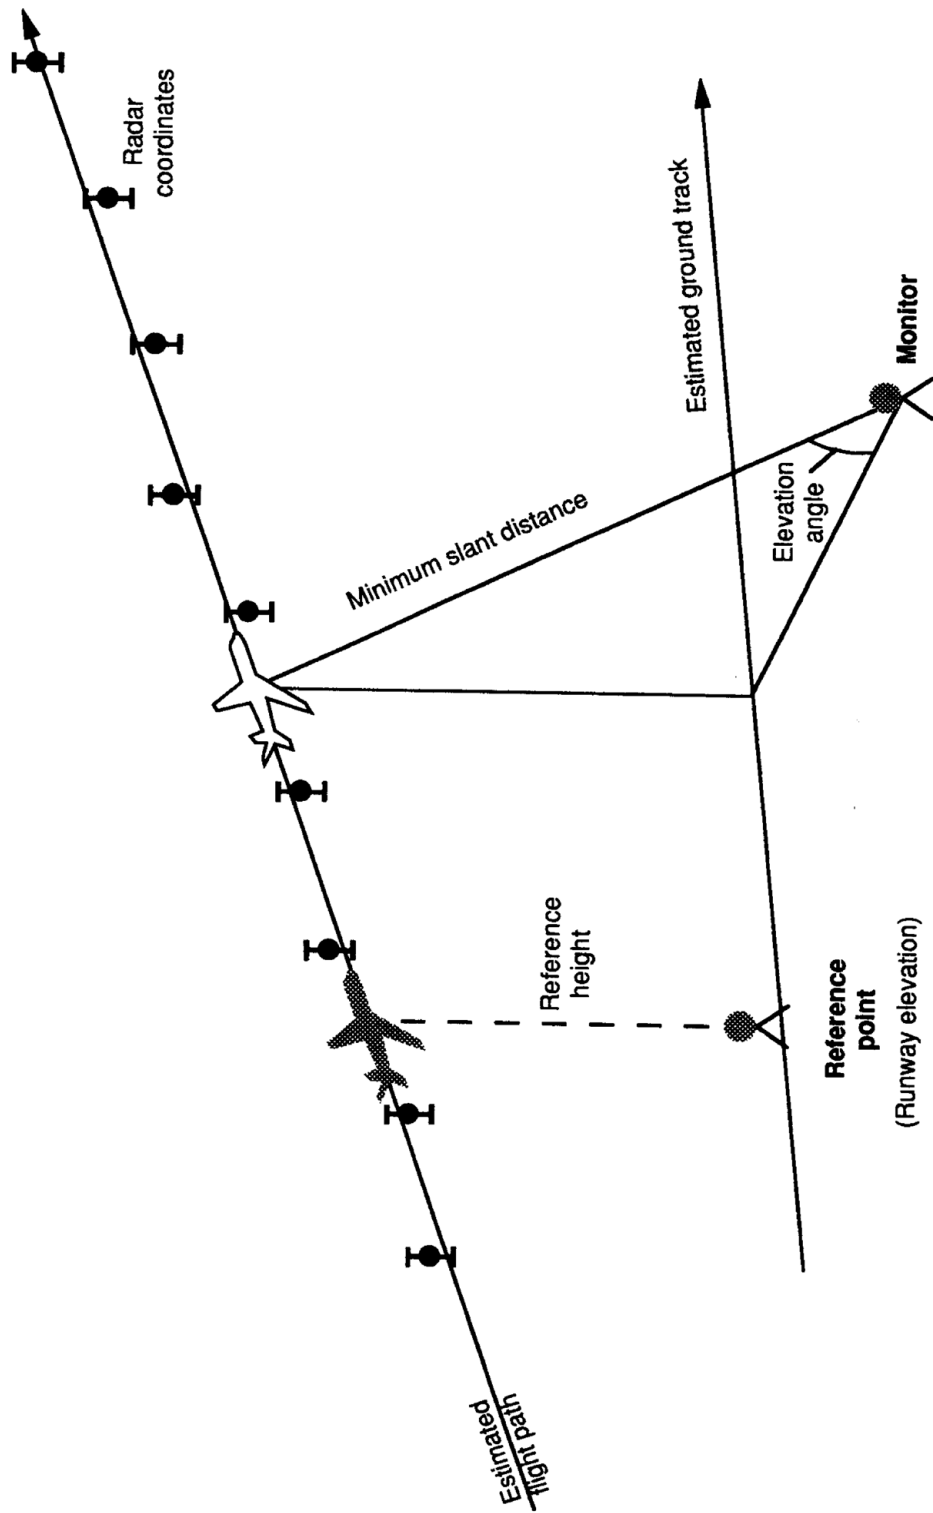 Radar
coordinates
Estimated ground track
Monitor
Minimum slant distance
Elevation
angle
Reference
height
Reference
point
(Runway elevation)
Estimated
flight path